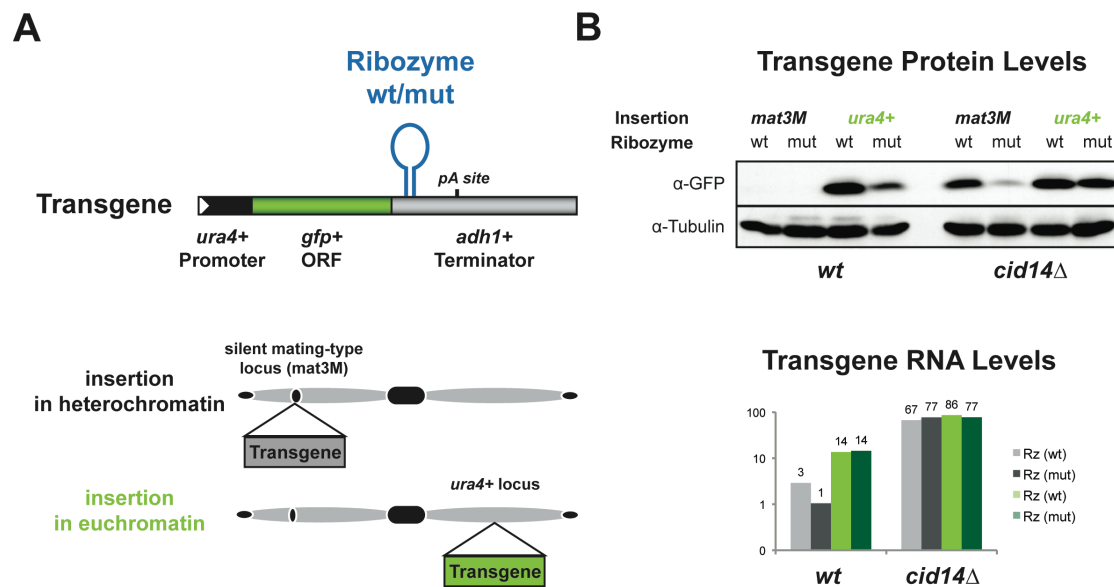 A
Ribozyme
wt/mut
pA site
Transgene
ura4+
Promoter
gfp+
ORF
adh1+
Terminator
silent mating-type
locus (mat3M)
insertion
in heterochromatin
Transgene
insertion
in euchromatin
ura4+ locus
Transgene
B
Transgene Protein Levels
Insertion mat3M ura4+ mat3M ura4+
Ribozyme wt mut wt mut wt mut wt mut
α-GFP
α-Tubulin
wt cid14Δ
Transgene RNA Levels
100
10
1
0
3 1 14 14 67 77 86 77
wt cid14Δ
Rz (wt)
Rz (mut)
Rz (wt)
Rz (mut)